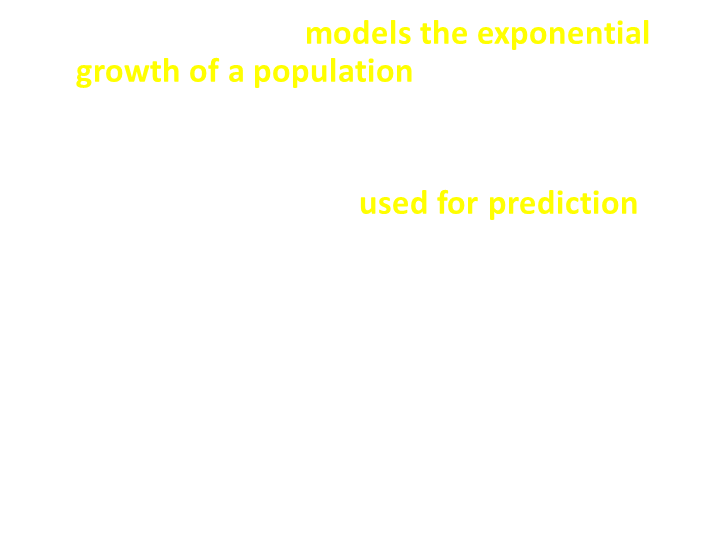 models the exponential
growth of a population
used for prediction